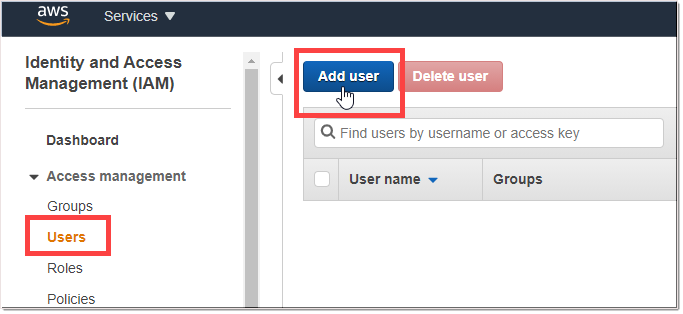 aws
Services
Identity and Access
Management (IAM)
Dashboard
Access management
Groups
Users
Roles
Policies
Add user
Delete user
Find users by username or access key
User name
Groups